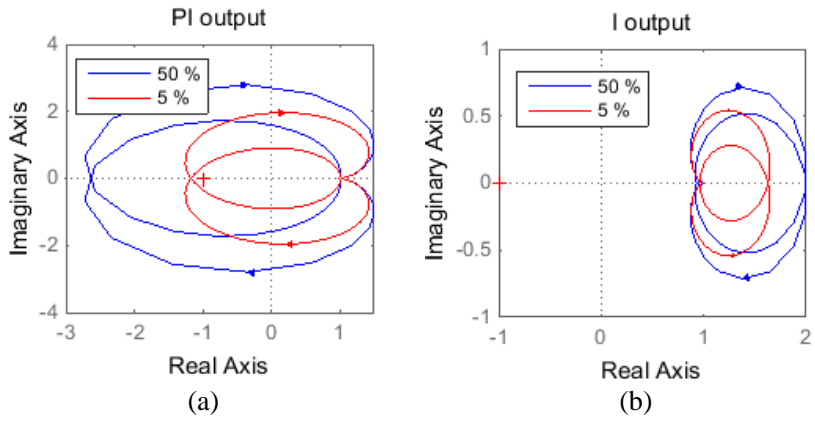 PI output
4
2
0
-2
-4
Imaginary Axis
50 %
5 %
-3
-2
-1
0
1
Real Axis
(a)
I output
1
0.5
0
-0.5
-1
Imaginary Axis
50 %
5 %
-1
0
1
2
Real Axis
(b)